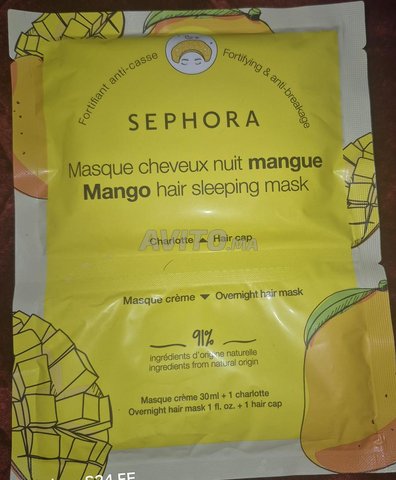 Fortifiant anti-casse
Fortifying & anti-breakage
SEPHORA
Masque cheveux nuit mangue
Mango hair sleeping mask
Charlotte ▲ Hair cap
AVITO.ma
Masque crème ▼ Overnight hair mask
91%
ingrédients d'origine naturelle
ingredients from natural origin
Masque crème 30ml + 1 charlotte
Overnight hair mask 1 fl. oz. + 1 hair cap
S24 FE